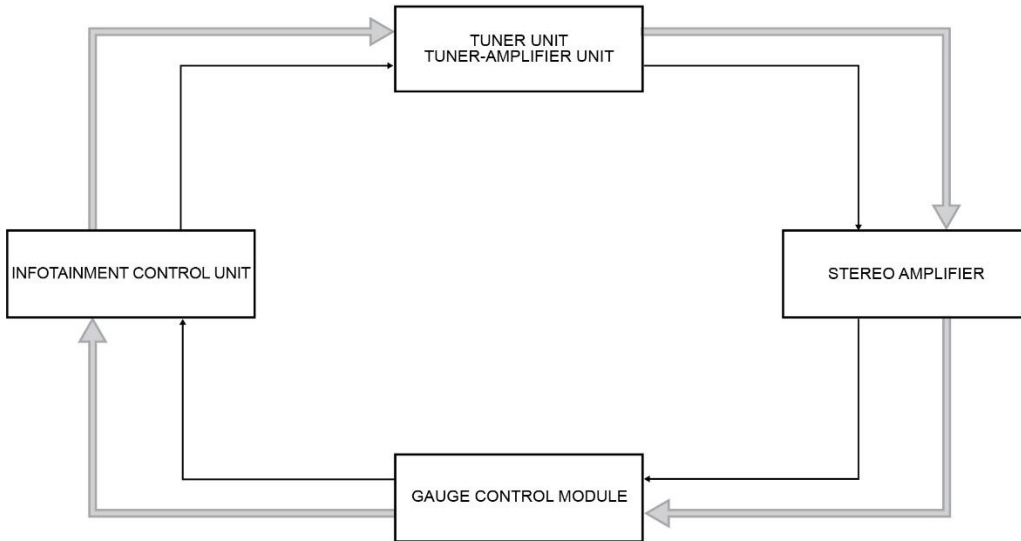 TUNER UNIT
TUNER-AMPLIFIER UNIT
INFOTAINMENT CONTROL UNIT
STEREO AMPLIFIER
GAUGE CONTROL MODULE